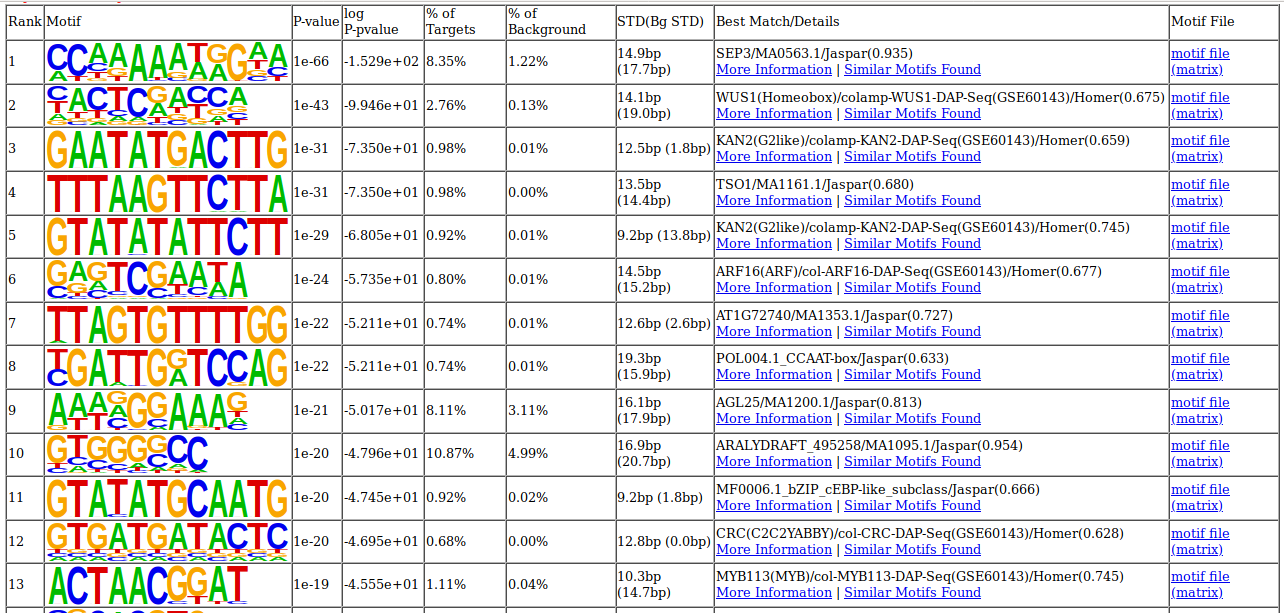 Rank Motif P-value log P-pvalue % of Targets % of Background STD(Bg STD) Best Match/Details Motif File
1 CCAAAAATGGAA 1e-66 -1.529e+02 8.35% 1.22% 14.9bp (17.7bp) SEP3/MA0563.1/Jaspar(0.935) motif file
More Information | Similar Motifs Found (matrix)
2 CACTCGACCA 1e-43 -9.946e+01 2.76% 0.13% 14.1bp (19.0bp) WUS1(Homeobox)/colamp-WUS1-DAP-Seq(GSE60143)/Homer(0.675) motif file
More Information | Similar Motifs Found (matrix)
3 GAATATGACTTG 1e-31 -7.350e+01 0.98% 0.01% 12.5bp (1.8bp) KAN2(G2like)/colamp-KAN2-DAP-Seq(GSE60143)/Homer(0.659) motif file
More Information | Similar Motifs Found (matrix)
4 TTTAAGTTCTTA 1e-31 -7.350e+01 0.98% 0.00% 13.5bp (14.4bp) TSO1/MA1161.1/Jaspar(0.680) motif file
More Information | Similar Motifs Found (matrix)
5 GTATATATTCTT 1e-29 -6.805e+01 0.92% 0.01% 9.2bp (13.8bp) KAN2(G2like)/colamp-KAN2-DAP-Seq(GSE60143)/Homer(0.745) motif file
More Information | Similar Motifs Found (matrix)
6 GAGTCGAATA 1e-24 -5.735e+01 0.80% 0.01% 14.5bp (15.2bp) ARF16(ARF)/col-ARF16-DAP-Seq(GSE60143)/Homer(0.677) motif file
More Information | Similar Motifs Found (matrix)
7 TTAGTGTTTTGG 1e-22 -5.211e+01 0.74% 0.01% 12.6bp (2.6bp) AT1G72740/MA1353.1/Jaspar(0.727) motif file
More Information | Similar Motifs Found (matrix)
8 TGATTGGTCCAG 1e-22 -5.211e+01 0.74% 0.01% 19.3bp (15.9bp) POL004.1_CCAAT-box/Jaspar(0.633) motif file
More Information | Similar Motifs Found (matrix)
9 AAAGGGAAAG 1e-21 -5.017e+01 8.11% 3.11% 16.1bp (17.9bp) AGL25/MA1200.1/Jaspar(0.813) motif file
More Information | Similar Motifs Found (matrix)
10 GTGGGGCC 1e-20 -4.796e+01 10.87% 4.99% 16.9bp (20.7bp) ARALYDRAFT_495258/MA1095.1/Jaspar(0.954) motif file
More Information | Similar Motifs Found (matrix)
11 GTATATGCAATG 1e-20 -4.745e+01 0.92% 0.02% 9.2bp (1.8bp) MF0006.1_bZIP_cEBP-like_subclass/Jaspar(0.666) motif file
More Information | Similar Motifs Found (matrix)
12 GTGATGATACTC 1e-20 -4.695e+01 0.68% 0.00% 12.8bp (0.0bp) CRC(C2C2YABBY)/col-CRC-DAP-Seq(GSE60143)/Homer(0.628) motif file
More Information | Similar Motifs Found (matrix)
13 ACTAACGGAT 1e-19 -4.555e+01 1.11% 0.04% 10.3bp (14.7bp) MYB113(MYB)/col-MYB113-DAP-Seq(GSE60143)/Homer(0.745) motif file
More Information | Similar Motifs Found (matrix)